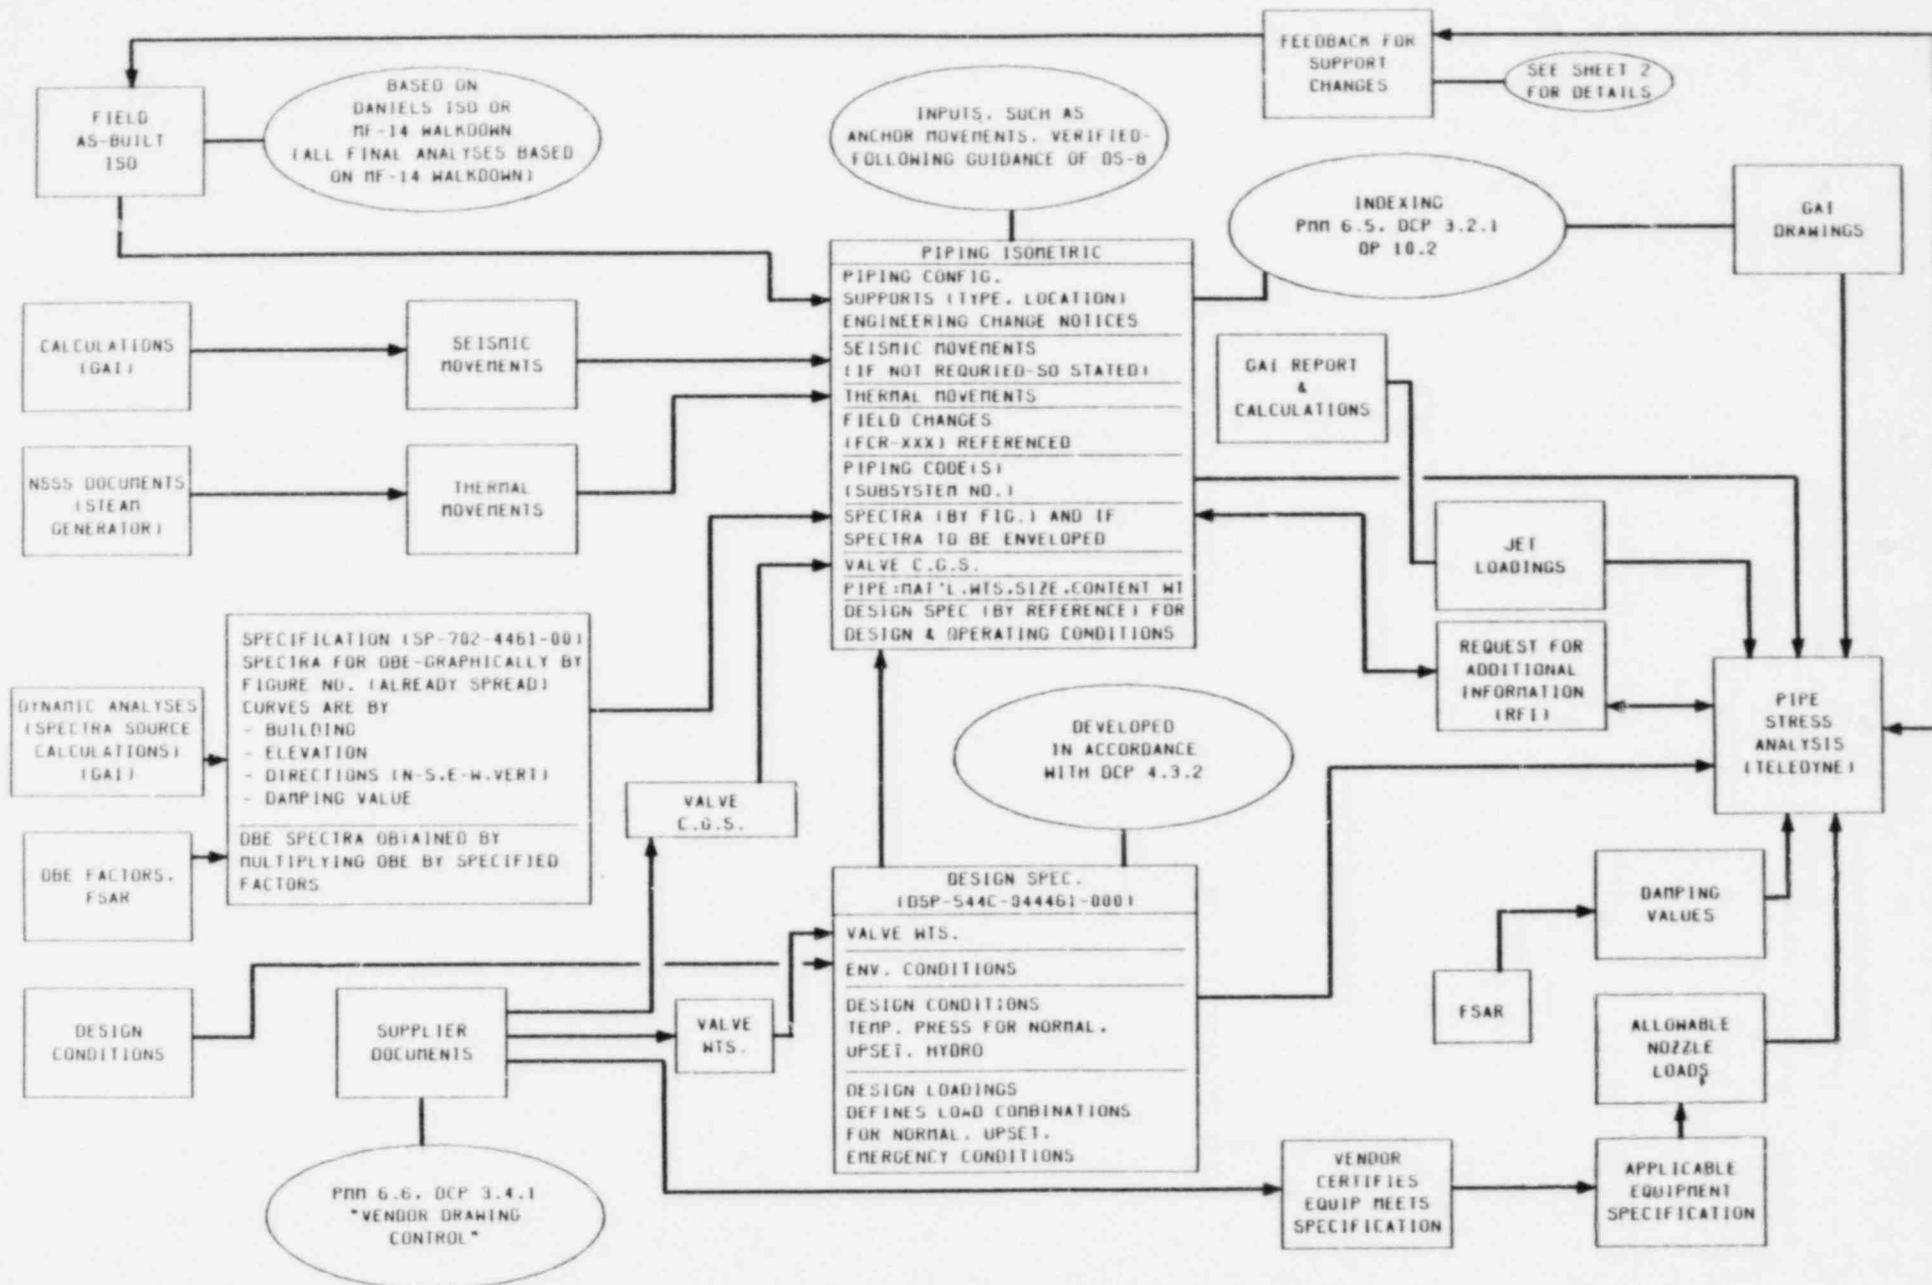 FEEDBACK FOR
SUPPORT
CHANGES
SEE SHEET 2
FOR DETAILS
FIELD
AS-BUILT
ISO
BASED ON
DANIELS ISO OR
MF-14 WALKDOWN
(ALL FINAL ANALYSES BASED
ON MF-14 WALKDOWN)
INPUTS, SUCH AS
ANCHOR MOVEMENTS, VERIFIED-
FOLLOWING GUIDANCE OF DS-8
INDEXING
PMM 6.5, DCP 3.2.1
OP 10.2
GAI
DRAWINGS
PIPING ISOMETRIC
PIPING CONFIG.
SUPPORTS (TYPE, LOCATION)
ENGINEERING CHANGE NOTICES
SEISMIC MOVEMENTS
(IF NOT REQURIED-SO STATED)
THERMAL MOVEMENTS
FIELD CHANGES
(FCR-XXX) REFERENCED
PIPING CODE(S)
(SUBSYSTEM NO.)
SPECTRA (BY FIG.) AND IF
SPECTRA TO BE ENVELOPED
VALVE C.G.S.
PIPE:MAT'L.WTS.SIZE.CONTENT WT
DESIGN SPEC (BY REFERENCE) FOR
DESIGN & OPERATING CONDITIONS
CALCULATIONS
(GAI)
SEISMIC
MOVEMENTS
NSSS DOCUMENTS
(STEAM
GENERATOR)
THERMAL
MOVEMENTS
GAI REPORT
&
CALCULATIONS
JET
LOADINGS
REQUEST FOR
ADDITIONAL
INFORMATION
(RFI)
PIPE
STRESS
ANALYSIS
(TELEDYNE)
DYNAMIC ANALYSES
(SPECTRA SOURCE
CALCULATIONS)
(GAI)
SPECIFILATION (SP-702-4461-00)
SPECTRA FOR OBE-GRAPHICALLY BY
FIGURE NO. (ALREADY SPREAD)
CURVES ARE BY
- BUILDING
- ELEVATION
- DIRECTIONS (N-S.E-W.VERT)
- DAMPING VALUE
DBE SPECTRA OBTAINED BY
MULTIPLYING OBE BY SPECIFIED
FACTORS
DBE FACTORS,
FSAR
VALVE
C.G.S.
DEVELOPED
IN ACCORDANCE
WITH DCP 4.3.2
DESIGN SPEC.
(DSP-544C-044461-000)
VALVE WTS.
ENV. CONDITIONS
DESIGN CONDITIONS
TEMP. PRESS FOR NORMAL,
UPSET, HYDRO
DESIGN LOADINGS
DEFINES LOAD COMBINATIONS
FOR NORMAL, UPSET,
EMERGENCY CONDITIONS
DAMPING
VALUES
FSAR
ALLOWABLE
NOZZLE
LOADS
DESIGN
CONDITIONS
SUPPLIER
DOCUMENTS
VALVE
WTS.
PMM 6.6, DCP 3.4.1
"VENDOR DRAWING
CONTROL"
VENDOR
CERTIFIES
EQUIP MEETS
SPECIFICATION
APPLICABLE
EQUIPMENT
SPECIFICATION